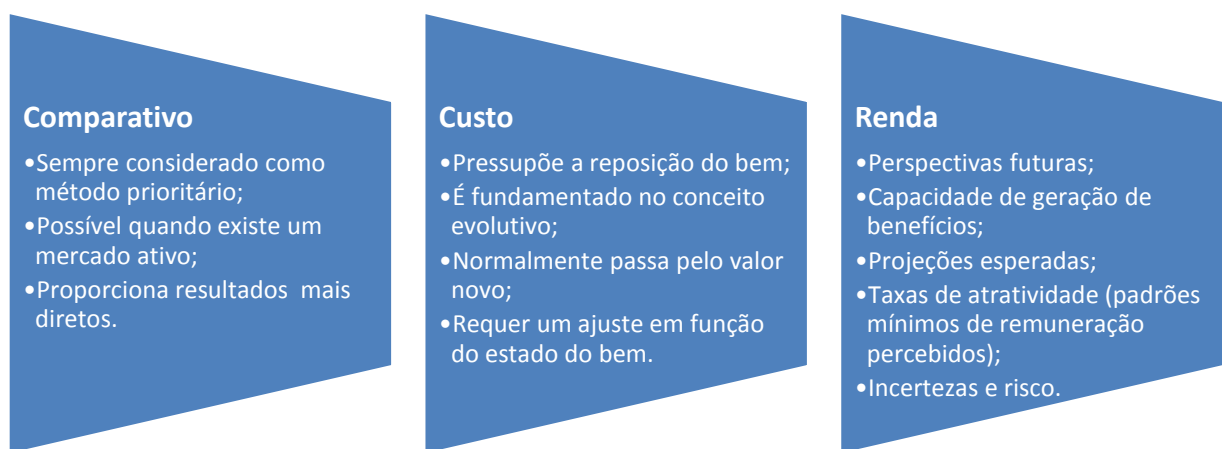 Comparativo
•Sempre considerado como
método prioritário;
•Possível quando existe um
mercado ativo;
•Proporciona resultados mais
diretos.
Custo
•Pressupõe a reposição do bem;
•É fundamentado no conceito
evolutivo;
•Normalmente passa pelo valor
novo;
•Requer um ajuste em função
do estado do bem.
Renda
•Perspectivas futuras;
•Capacidade de geração de
benefícios;
•Projeções esperadas;
•Taxas de atratividade (padrões
mínimos de remuneração
percebidos);
•Incertezas e risco.